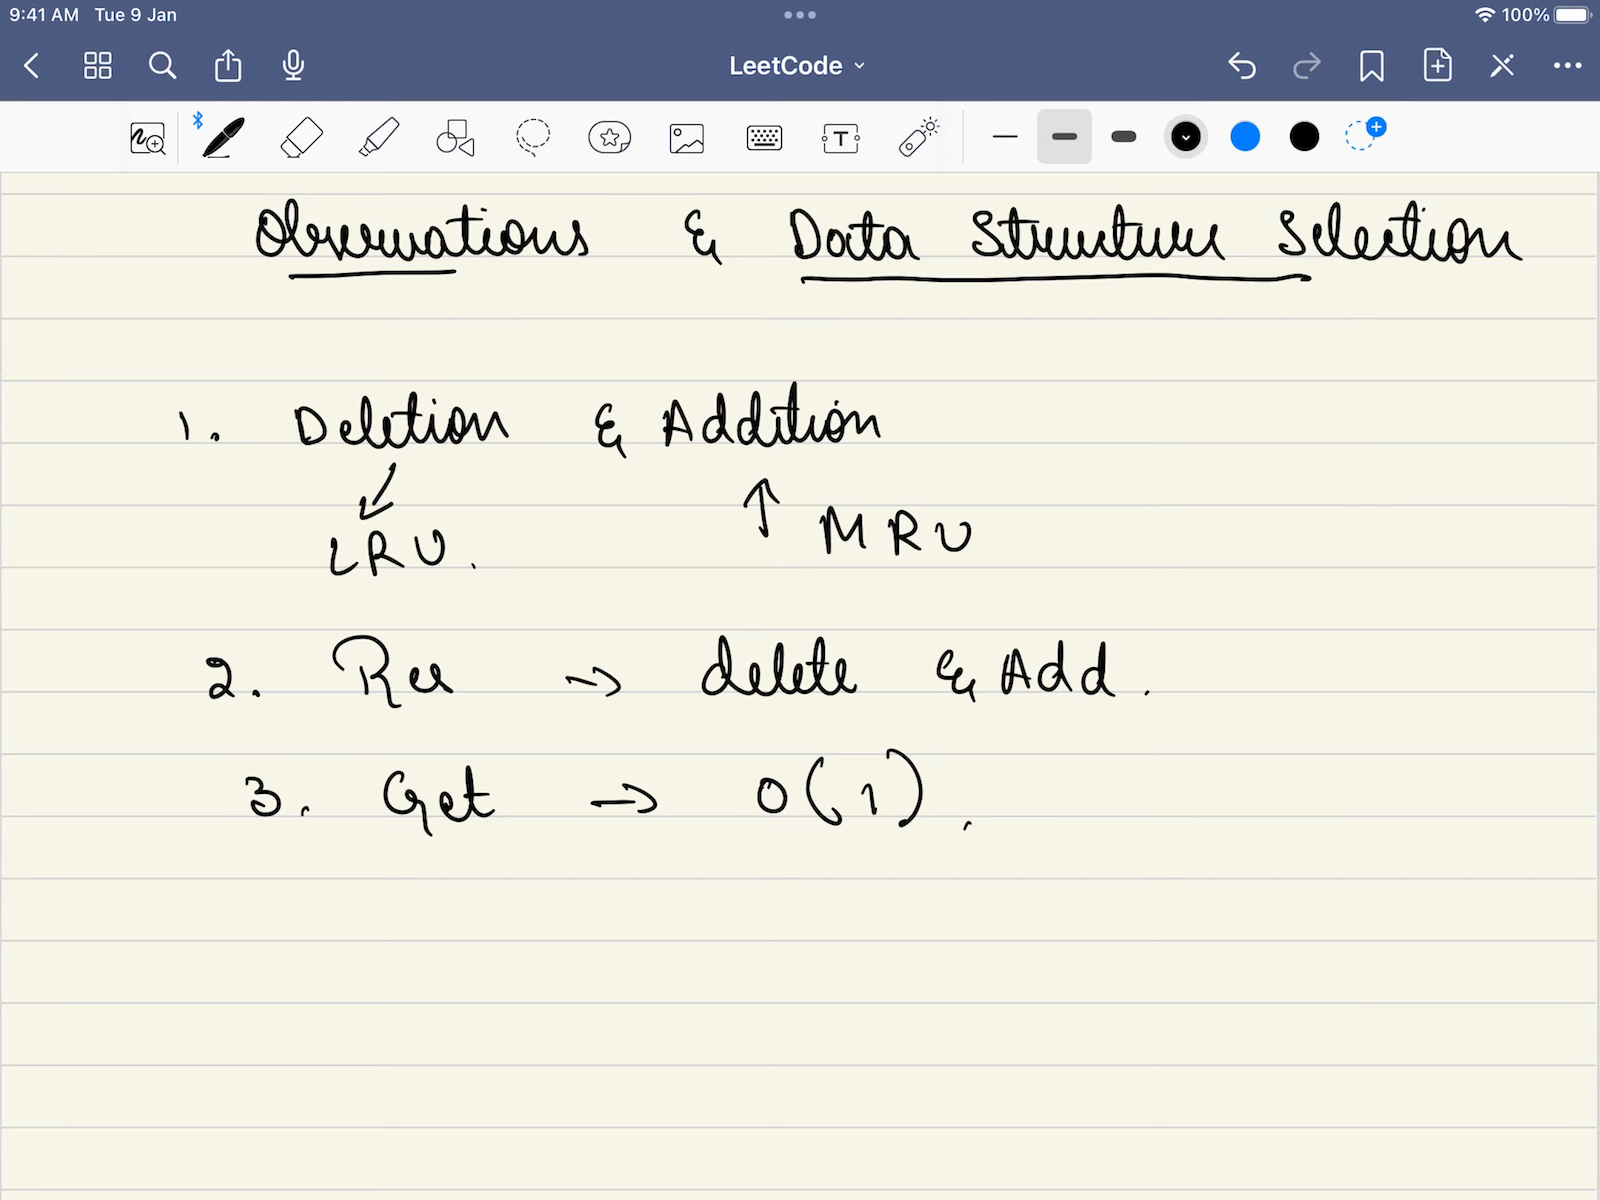 9:41 AM Tue 9 Jan
100%
LeetCode
T
Observations & Data Structure Selection
1. Deletion & Addition
LRU. ↑ MRU
2. → delete & Add.
3. Get → O(1).